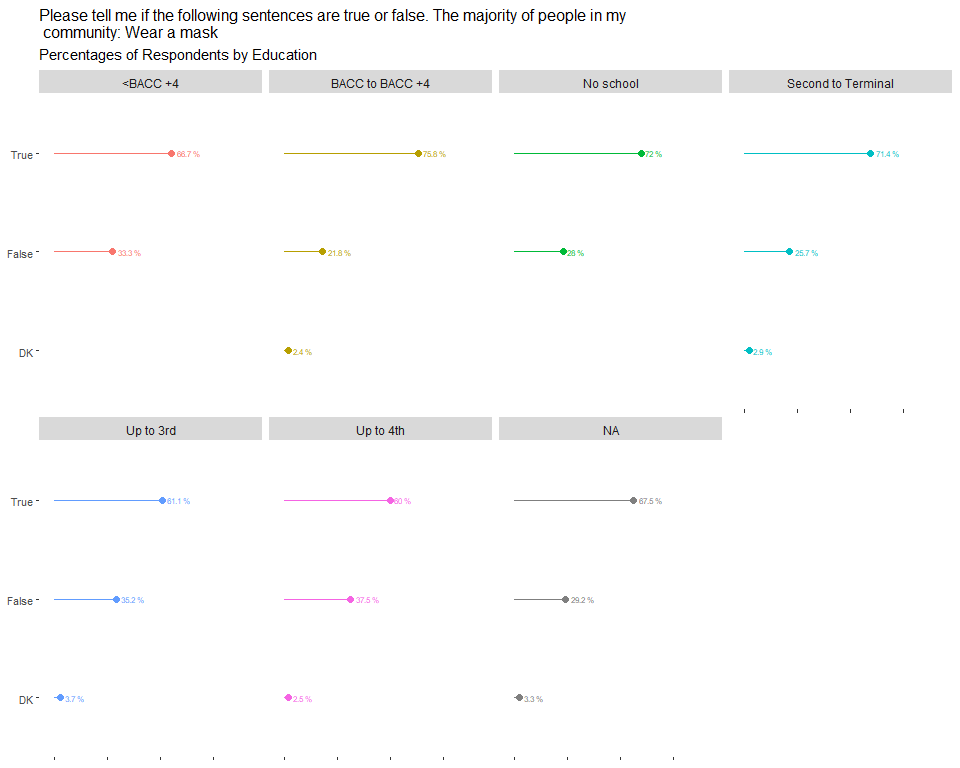 Please tell me if the following sentences are true or false. The majority of people in my
community: Wear a mask
Percentages of Respondents by Education
<BACC +4
BACC to BACC +4
No school
Second to Terminal
True
66.7 %
75.8 %
72 %
71.4 %
False
33.3 %
21.8 %
28 %
25.7 %
DK
2.4 %
2.9 %
Up to 3rd
Up to 4th
NA
True
61.1 %
60 %
67.5 %
False
35.2 %
37.5 %
29.2 %
DK
3.7 %
2.5 %
3.3 %